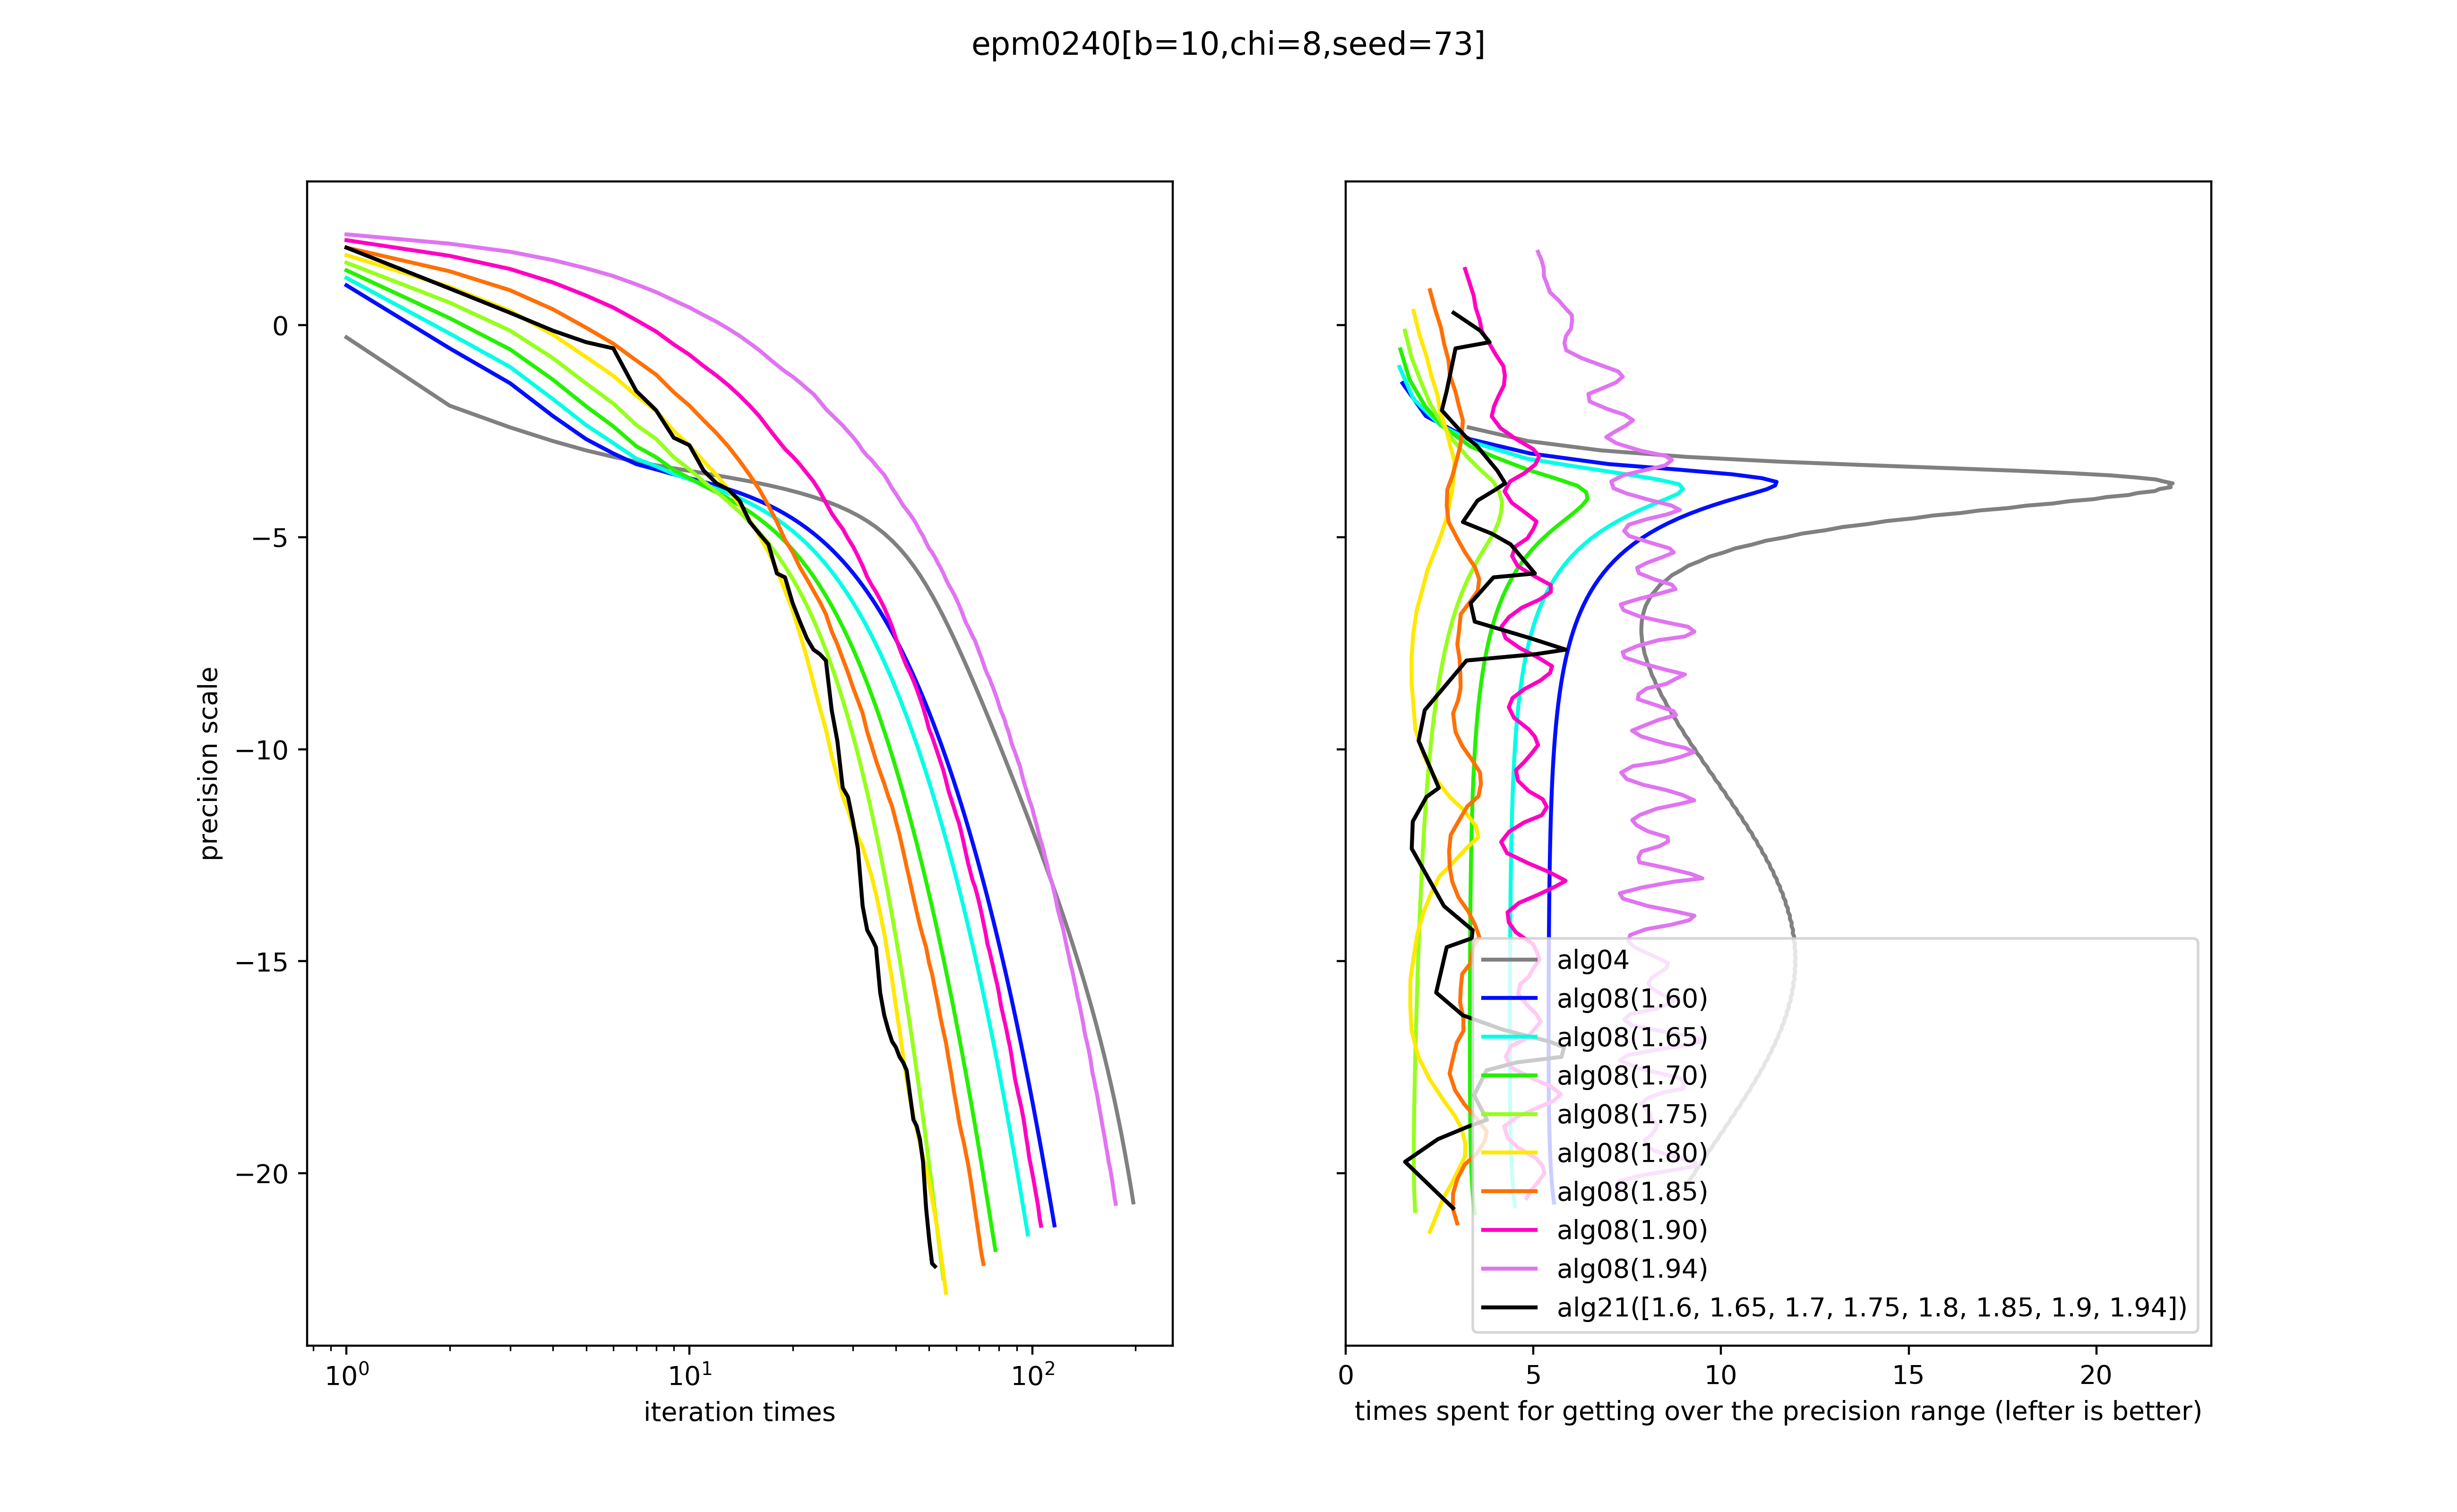 epm0240[b=10,chi=8,seed=73]
precision scale
0
−5
−10
−15
−20
10⁰
10¹
10²
iteration times
0
5
10
15
20
times spent for getting over the precision range (lefter is better)
alg04
alg08(1.60)
alg08(1.65)
alg08(1.70)
alg08(1.75)
alg08(1.80)
alg08(1.85)
alg08(1.90)
alg08(1.94)
alg21([1.6, 1.65, 1.7, 1.75, 1.8, 1.85, 1.9, 1.94])